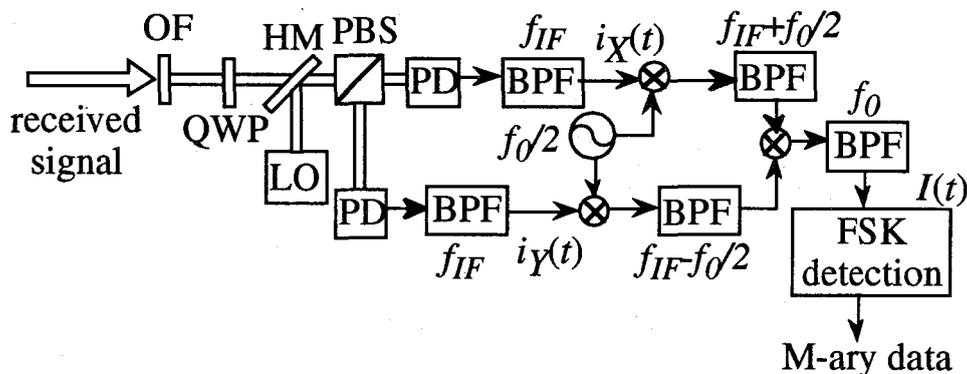 OF
HM
PBS
f_IF
i_X(t)
f_IF+f_0/2
PD
BPF
BPF
f_0
received
signal
QWP
f_0/2
BPF
LO
PD
BPF
BPF
I(t)
f_IF
i_Y(t)
f_IF-f_0/2
FSK
detection
M-ary data